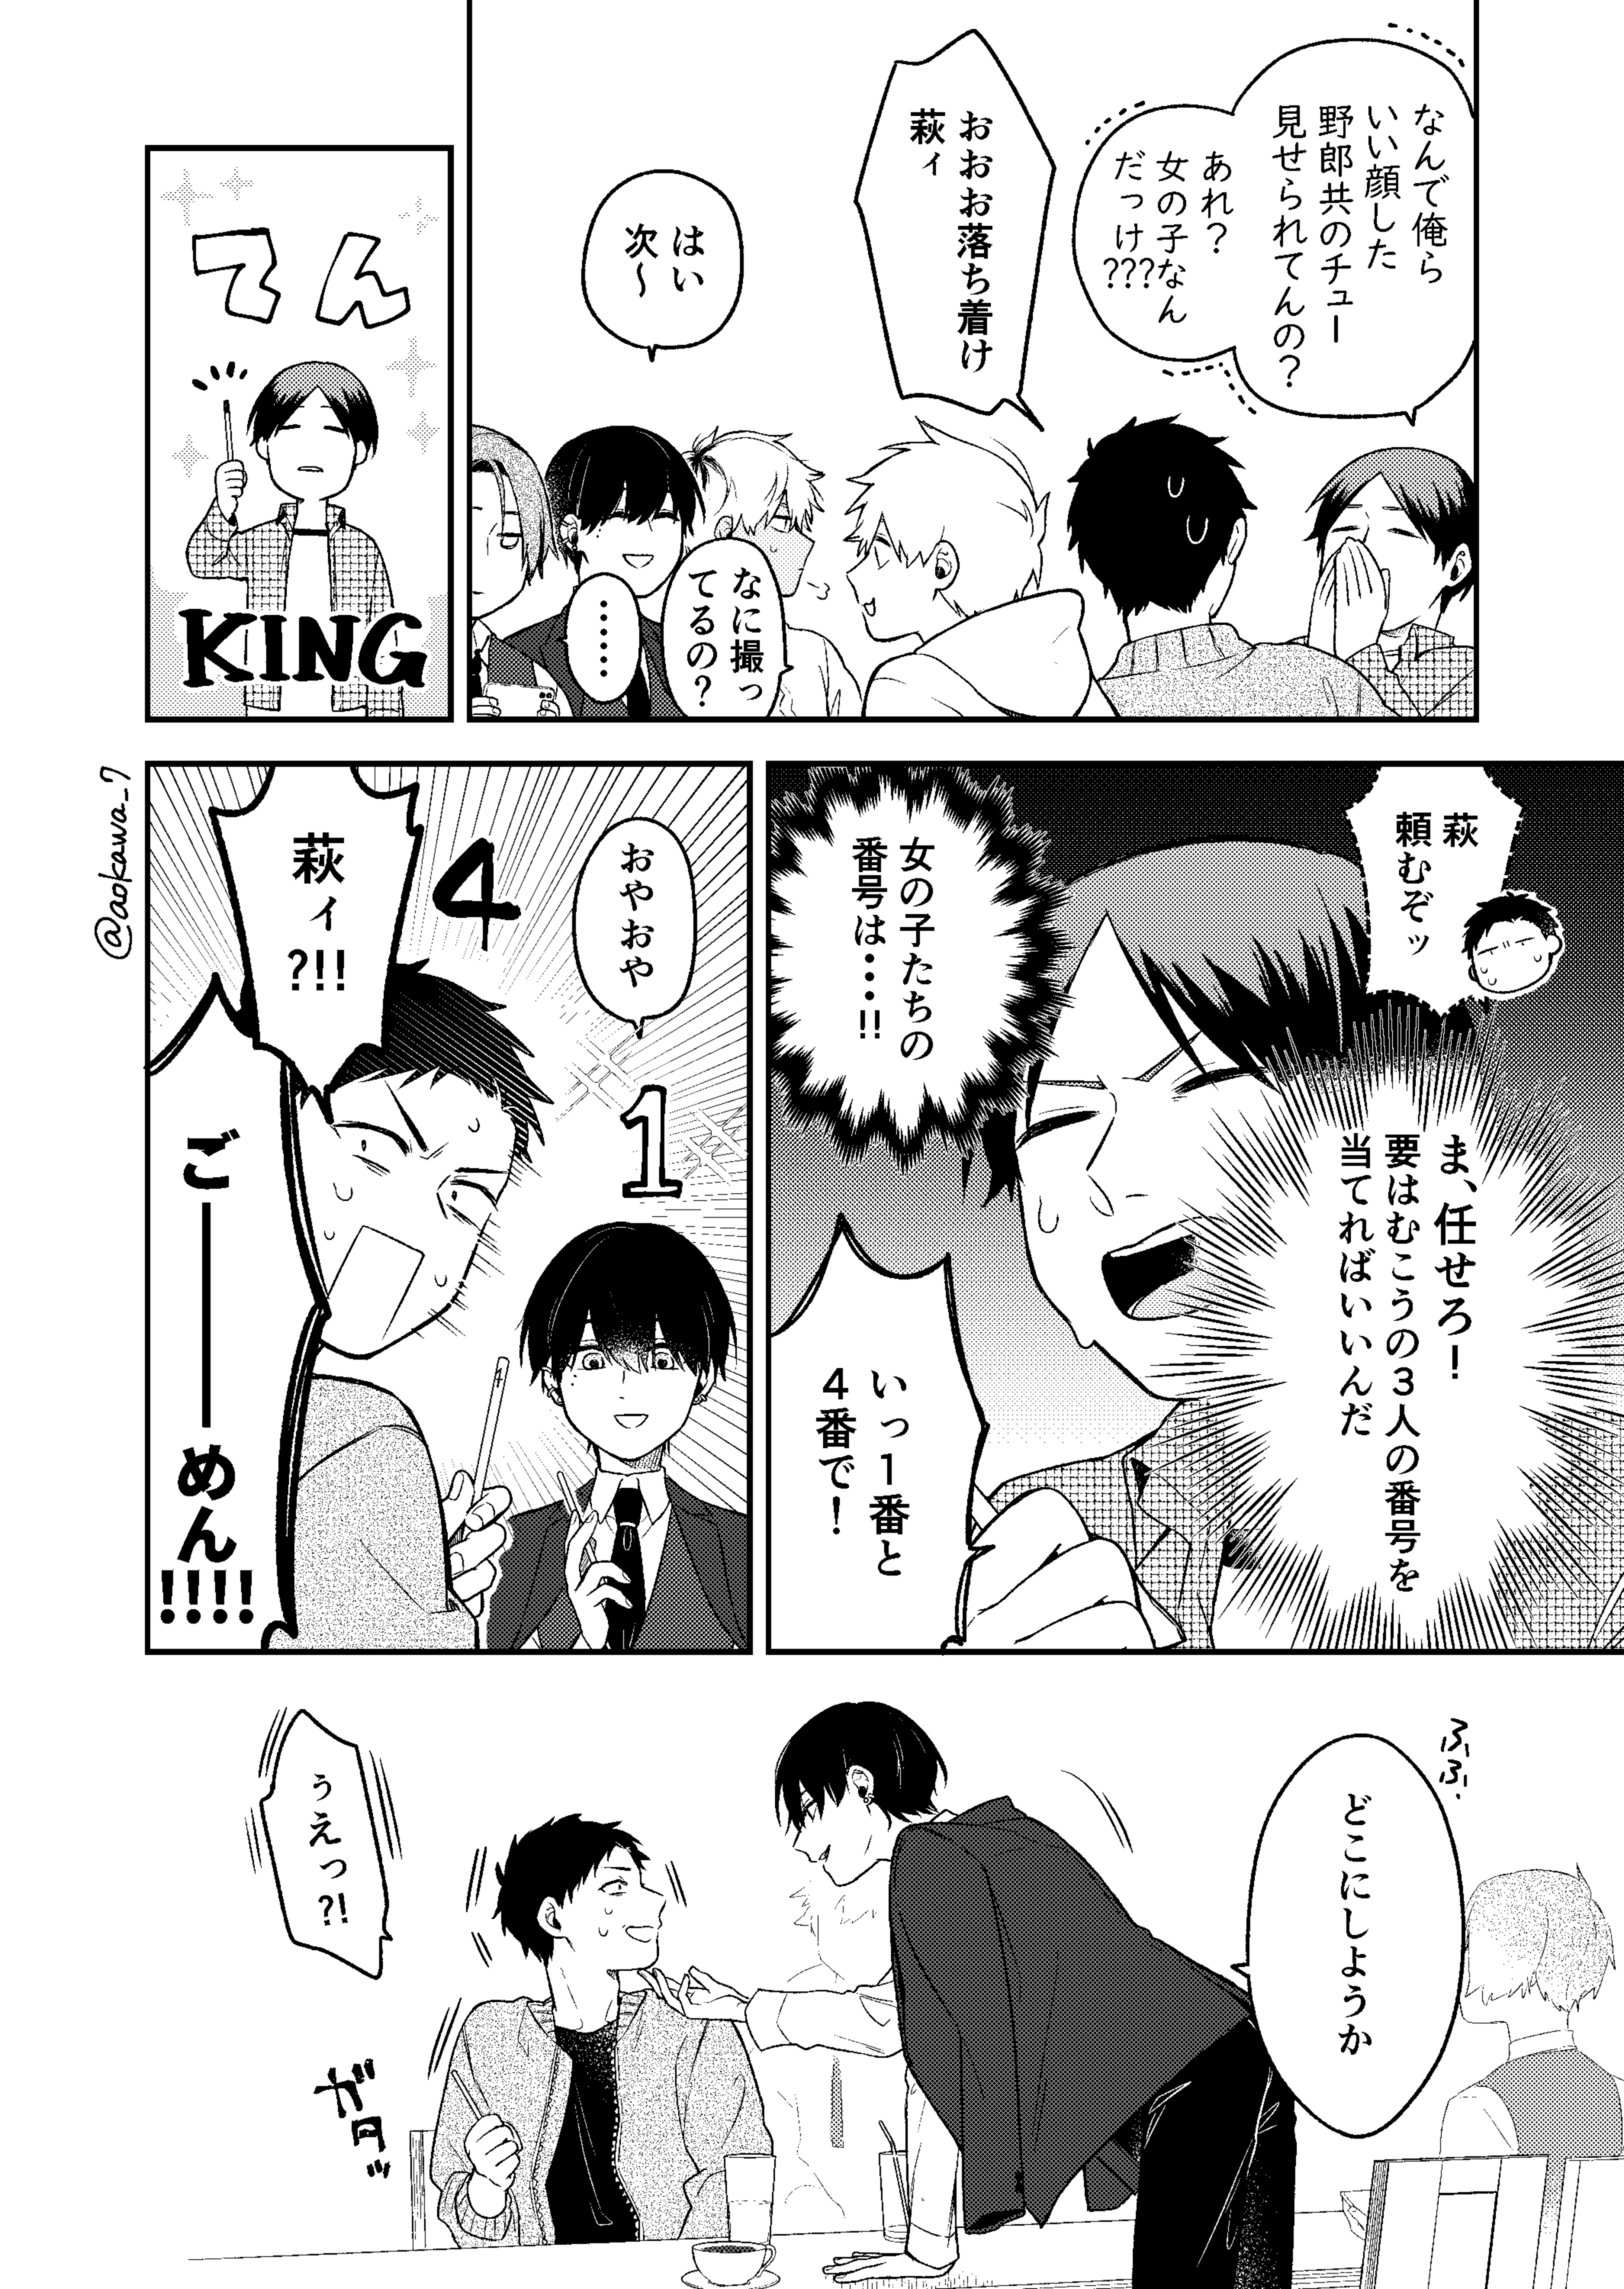 なんで俺ら
いい顔した
野郎共のチュー
見せられてんの?
あれ?
女の子なん
だっけ???
おおお落ち着け
萩ィ
はい
次～
なに撮っ
てるの?
……
てん
KING
萩
頼むぞッ
ま、任せろ!
要はむこうの3人の番号を
当てればいいんだ
女の子たちの
番号は…!!
いっ1番と
4番で!
おやおや
1
4
萩ィ
?!!
ご――めん!!!!
@aokawa_7
ふふ
どこにしようか
うえっ?!
ガタッ